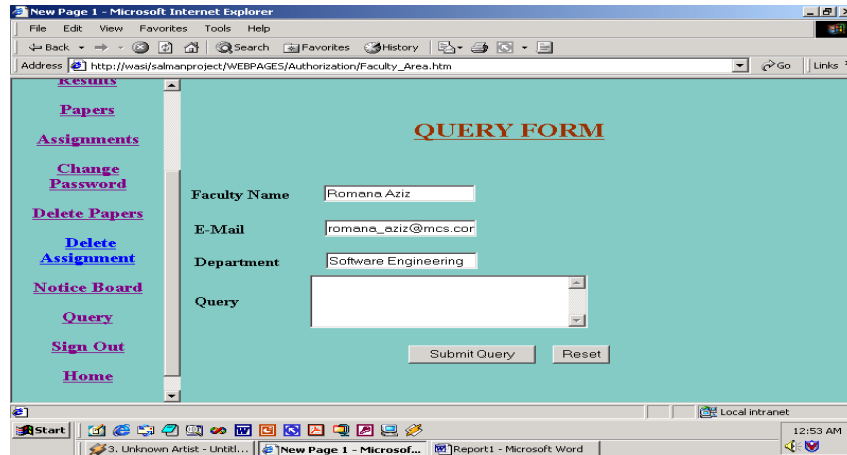 New Page 1 - Microsoft Internet Explorer
File Edit View Favorites Tools Help
Back Search Favorites History
Address http://wasi/salmanproject/WEBPAGES/Authorization/Faculty_Area.htm Go Links
Results
Papers
Assignments
Change
Password
Delete Papers
Delete
Assignment
Notice Board
Query
Sign Out
Home
QUERY FORM
Faculty Name Romana Aziz
E-Mail romana_aziz@mcs.cor
Department Software Engineering
Query
Submit Query Reset
Local intranet
Start 12:53 AM
3. Unknown Artist - Untitl... New Page 1 - Microsof... Report1 - Microsoft Word